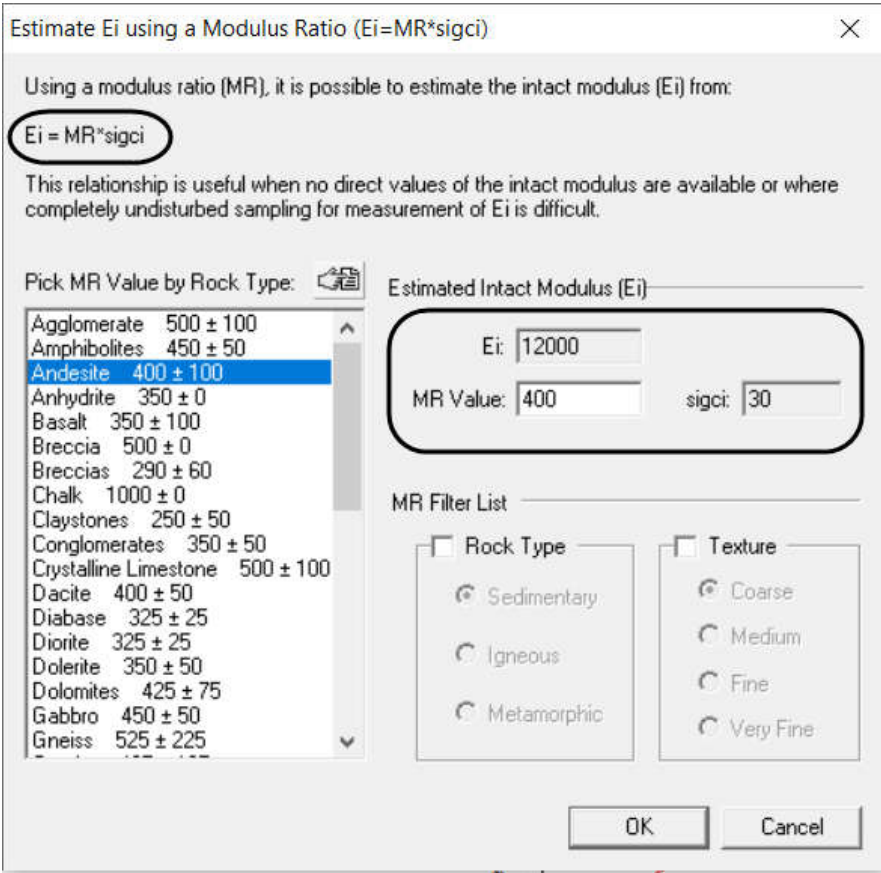 Estimate Ei using a Modulus Ratio (Ei=MR*sigci)
Using a modulus ratio (MR), it is possible to estimate the intact modulus (Ei) from:
Ei = MR*sigci
This relationship is useful when no direct values of the intact modulus are available or where
completely undisturbed sampling for measurement of Ei is difficult.
Pick MR Value by Rock Type:
Agglomerate 500 ± 100
Amphibolites 450 ± 50
Andesite 400 ± 100
Anhydrite 350 ± 0
Basalt 350 ± 100
Breccia 500 ± 0
Breccias 290 ± 60
Chalk 1000 ± 0
Claystones 250 ± 50
Conglomerates 350 ± 50
Crystalline Limestone 500 ± 100
Dacite 400 ± 50
Diabase 325 ± 25
Diorite 325 ± 25
Dolerite 350 ± 50
Dolomites 425 ± 75
Gabbro 450 ± 50
Gneiss 525 ± 225
Estimated Intact Modulus (Ei)
Ei: 12000
MR Value: 400 sigci: 30
MR Filter List
Rock Type
Sedimentary
Igneous
Metamorphic
Texture
Coarse
Medium
Fine
Very Fine
OK Cancel